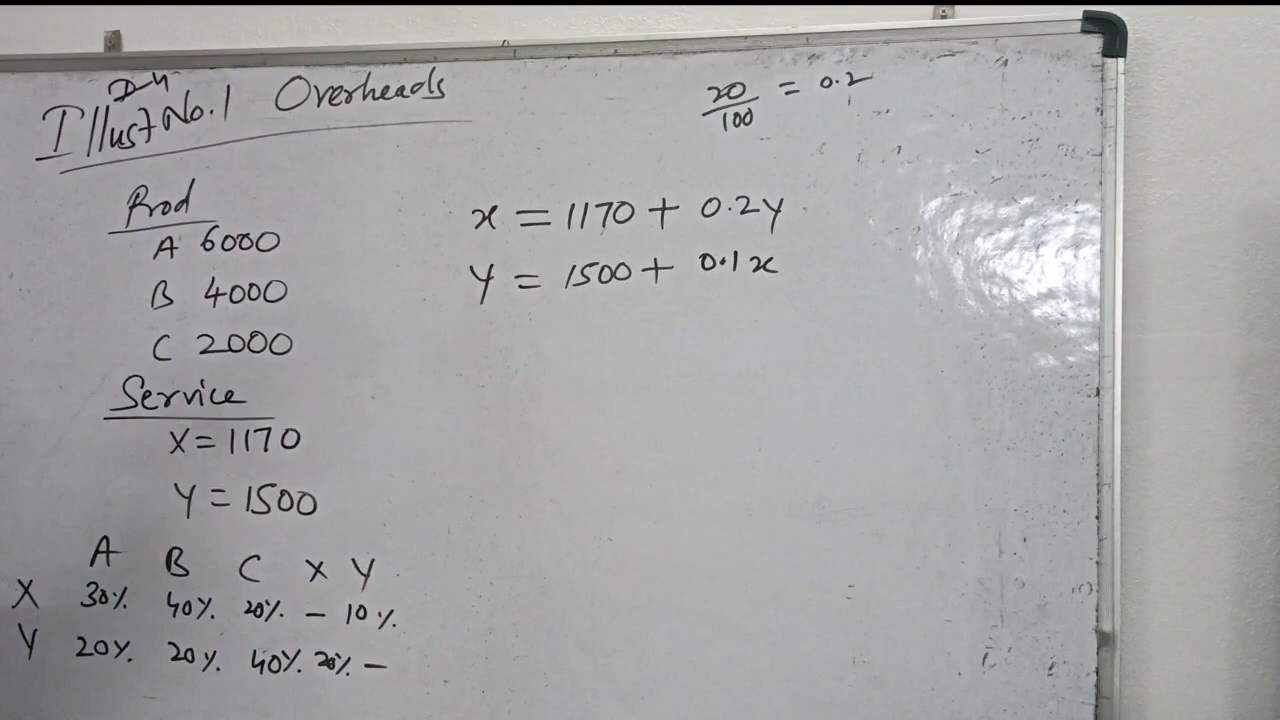 D-4
Illust No.1 Overheads
Prod
A 6000
B 4000
C 2000
Service
X = 1170
Y = 1500
A B C X Y
X 30% 40% 20% — 10%.
Y 20%. 20%. 40%. 20%. —
20/100 = 0.2
x = 1170 + 0.2y
Y = 1500 + 0.1x